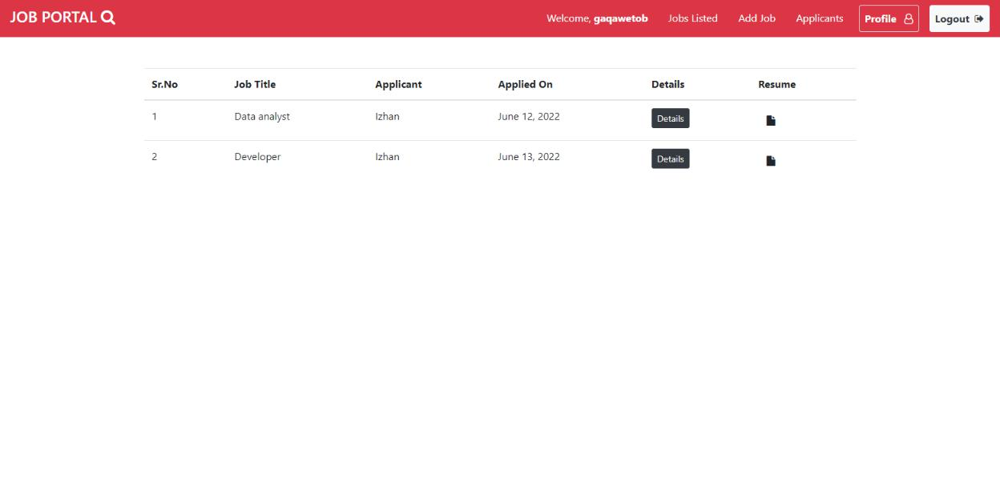 JOB PORTAL
Welcome, gaqawetob Jobs Listed Add Job Applicants Profile Logout
Sr.No Job Title Applicant Applied On Details Resume
1 Data analyst Izhan June 12, 2022 Details
2 Developer Izhan June 13, 2022 Details